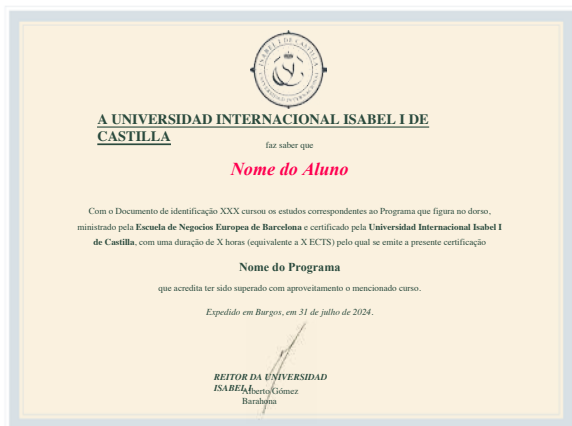 A UNIVERSIDAD INTERNACIONAL ISABEL I DE
CASTILLA
faz saber que
Nome do Aluno
Com o Documento de identificação XXX cursou os estudos correspondentes ao Programa que figura no dorso,
ministrado pela Escuela de Negocios Europea de Barcelona e certificado pela Universidad Internacional Isabel I
de Castilla, com uma duração de X horas (equivalente a X ECTS) pelo qual se emite a presente certificação
Nome do Programa
que acredita ter sido superado com aproveitamento o mencionado curso.
Expedido em Burgos, em 31 de julho de 2024.
REITOR DA UNIVERSIDAD
ISABEL I
Alberto Gómez
Barahona